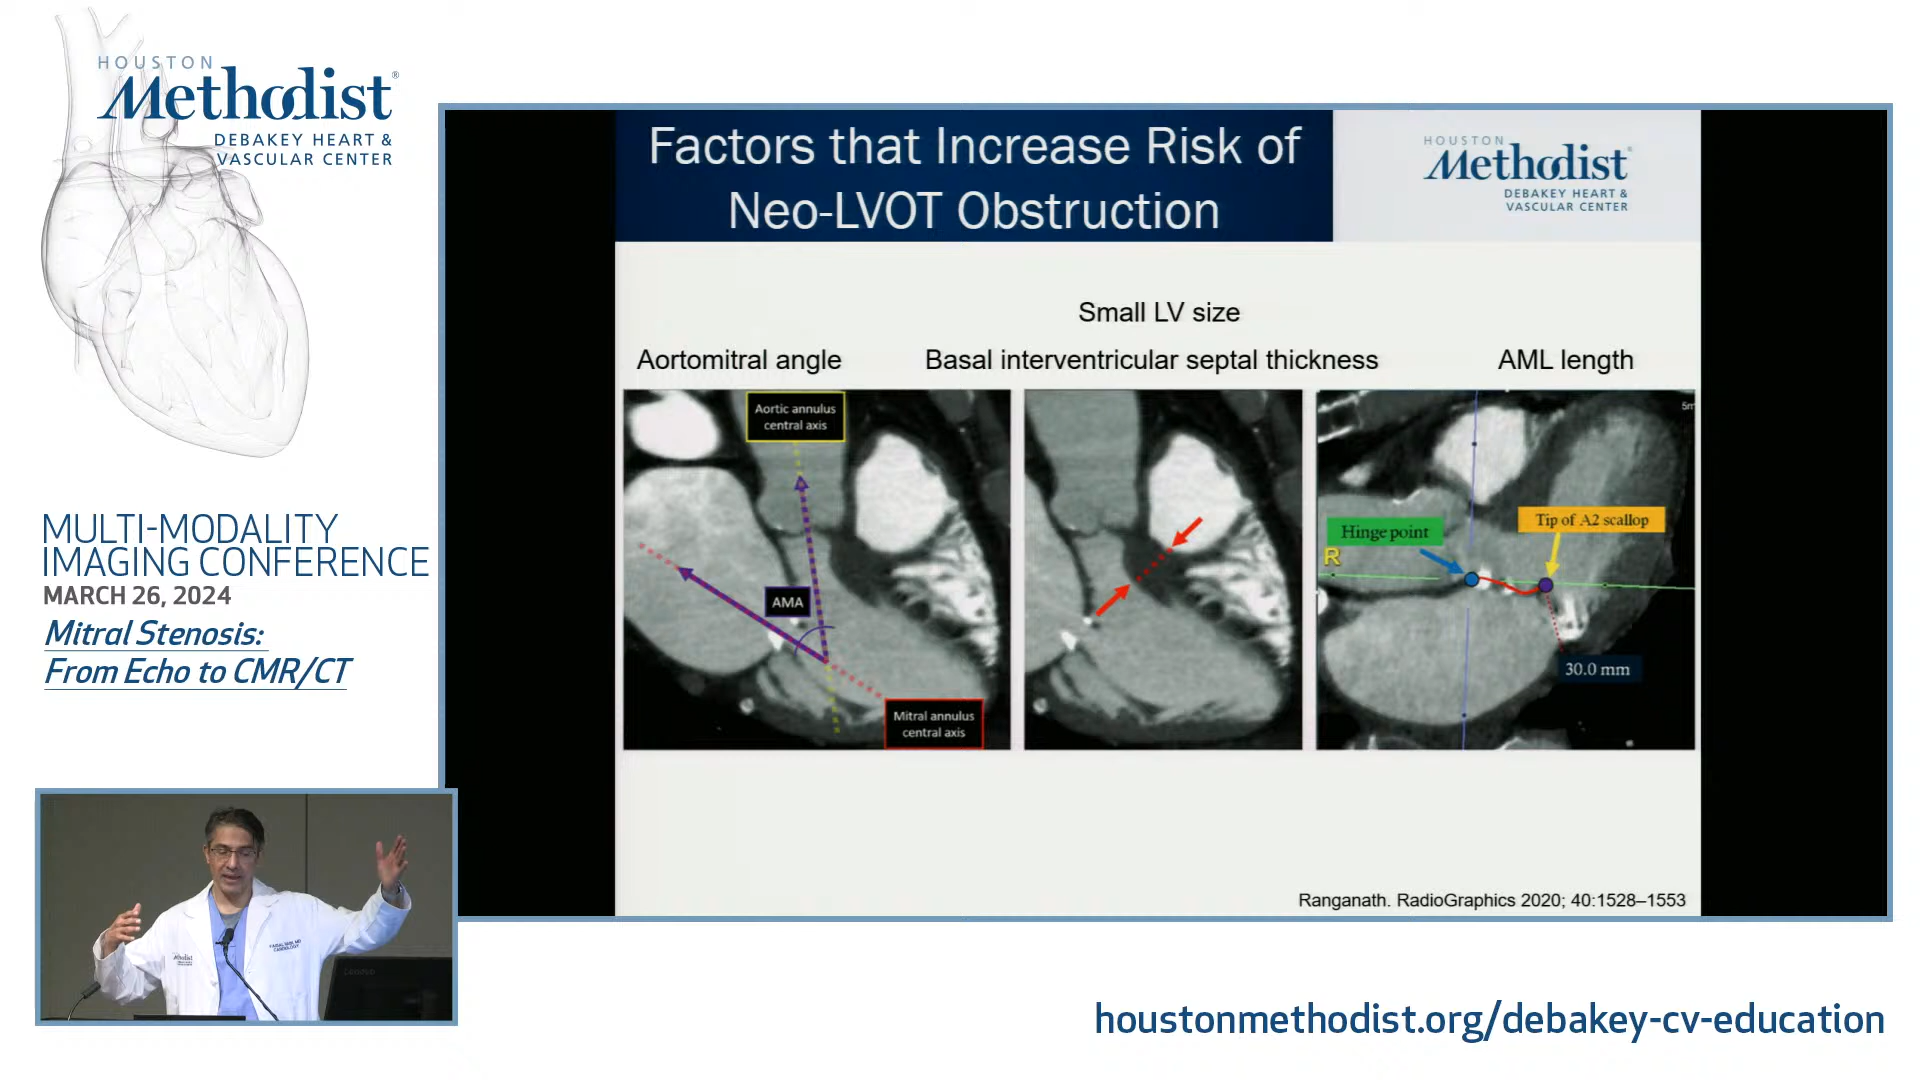 HOUSTON
Methodist®
DEBAKEY HEART &
VASCULAR CENTER
MULTI-MODALITY
IMAGING CONFERENCE
MARCH 26, 2024
Mitral Stenosis:
From Echo to CMR/CT
Factors that Increase Risk of
Neo-LVOT Obstruction
HOUSTON
Methodist®
DEBAKEY HEART &
VASCULAR CENTER
Small LV size
Aortomitral angle
Basal interventricular septal thickness
AML length
Aortic annulus
central axis
AMA
Mitral annulus
central axis
Hinge point
Tip of A2 scallop
R
30.0 mm
Ranganath. RadioGraphics 2020; 40:1528–1553
Methodist
houstonmethodist.org/debakey-cv-education